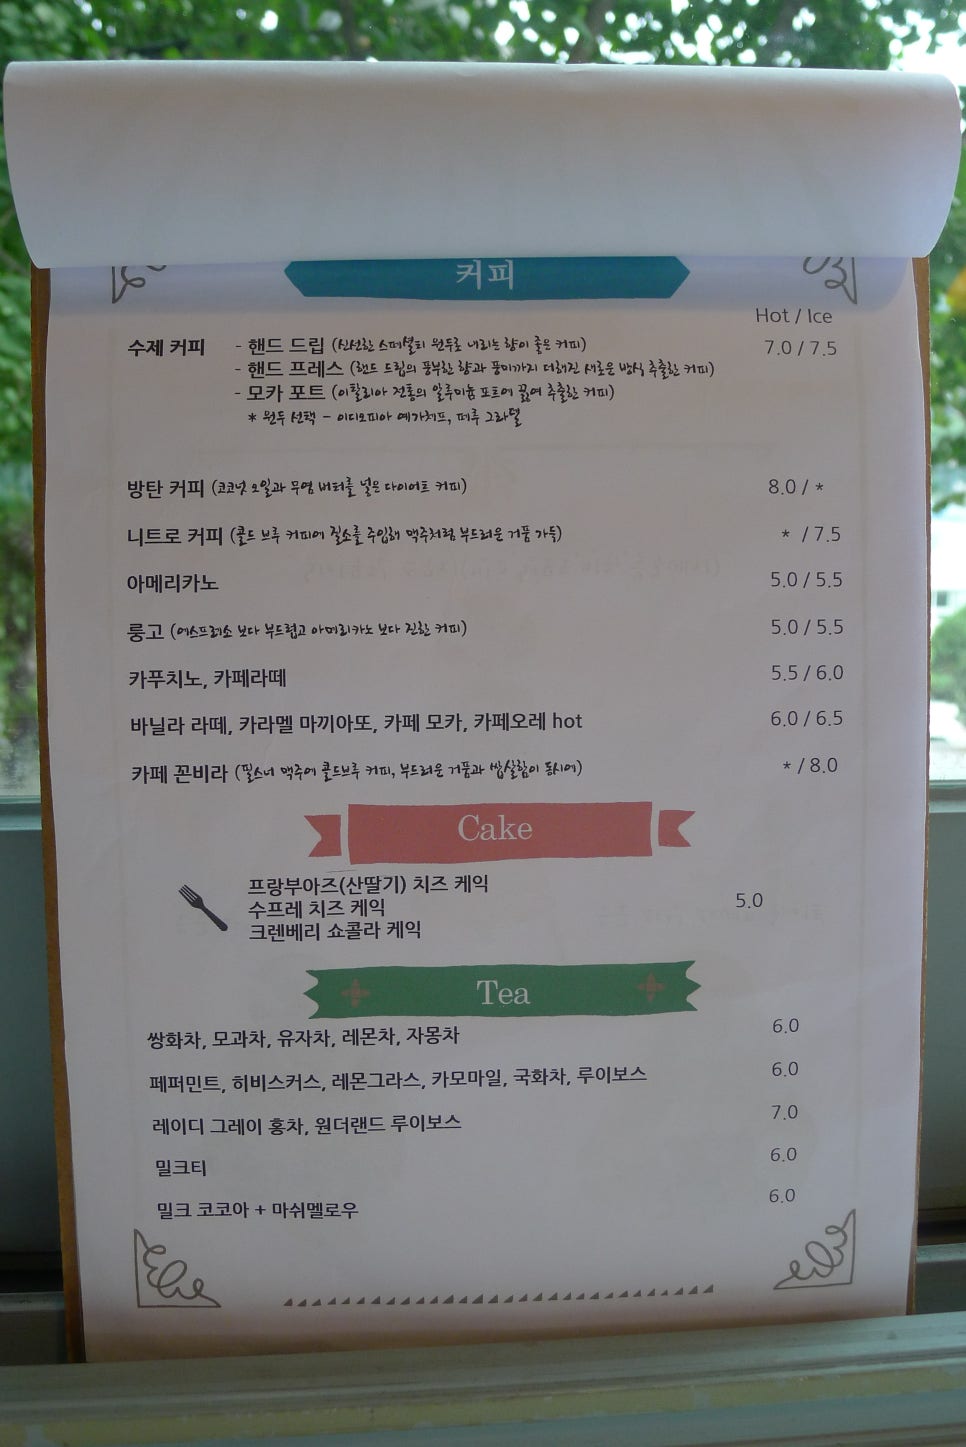 커피
Hot / Ice
수제 커피 - 핸드 드립 (신선한 스페셜티 원두로 내리는 향이 좋은 커피) 7.0 / 7.5
- 핸드 프레스 (핸드 드립의 풍부한 향과 풍미까지 더해진 새로운 방식 추출한 커피)
- 모카 포트 (이탈리아 전통의 알루미늄 포트에 끓여 추출한 커피)
* 원두 선택 - 이디오피아 예가체프, 페루 그라델
방탄 커피 (코코넛 오일과 무염 버터를 넣은 다이어트 커피) 8.0 / *
니트로 커피 (콜드 브루 커피에 질소를 주입해 맥주처럼 부드러운 거품 가득) * / 7.5
아메리카노 5.0 / 5.5
룽고 (에스프레소 보다 부드럽고 아메리카노 보다 진한 커피) 5.0 / 5.5
카푸치노, 카페라떼 5.5 / 6.0
바닐라 라떼, 카라멜 마끼아또, 카페 모카, 카페오레 hot 6.0 / 6.5
카페 꼰비라 (필스너 맥주에 콜드브루 커피, 부드러운 거품과 쌉살함이 동시에) * / 8.0
Cake
프랑부아즈(산딸기) 치즈 케익
수프레 치즈 케익 5.0
크렌베리 쇼콜라 케익
Tea
쌍화차, 모과차, 유자차, 레몬차, 자몽차 6.0
페퍼민트, 히비스커스, 레몬그라스, 카모마일, 국화차, 루이보스 6.0
레이디 그레이 홍차, 원더랜드 루이보스 7.0
밀크티 6.0
밀크 코코아 + 마쉬멜로우 6.0